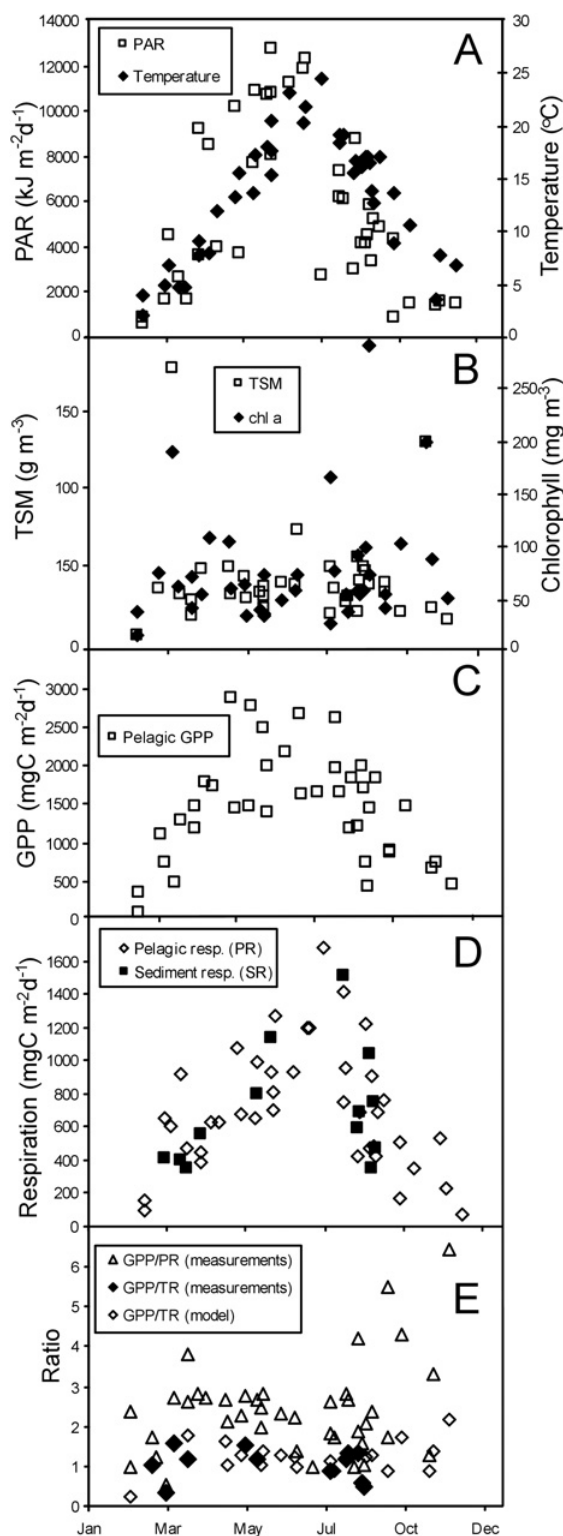 14000
12000
10000
8000
6000
4000
2000
0
PAR (kJ m⁻²d⁻¹)
PAR
Temperature
A
30
25
20
15
10
5
0
Temperature (°C)
150
100
150
0
TSM (g m⁻³)
TSM
chl a
B
250
200
150
100
50
0
Chlorophyll (mg m⁻³)
3000
2500
2000
1500
1000
500
0
GPP (mgC m⁻²d⁻¹)
Pelagic GPP
C
1600
1400
1200
1000
800
600
400
200
0
Respiration (mgC m⁻²d⁻¹)
Pelagic resp. (PR)
Sediment resp. (SR)
D
6
5
4
3
2
1
0
Ratio
GPP/PR (measurements)
GPP/TR (measurements)
GPP/TR (model)
E
Jan
Mar
May
Jul
Oct
Dec